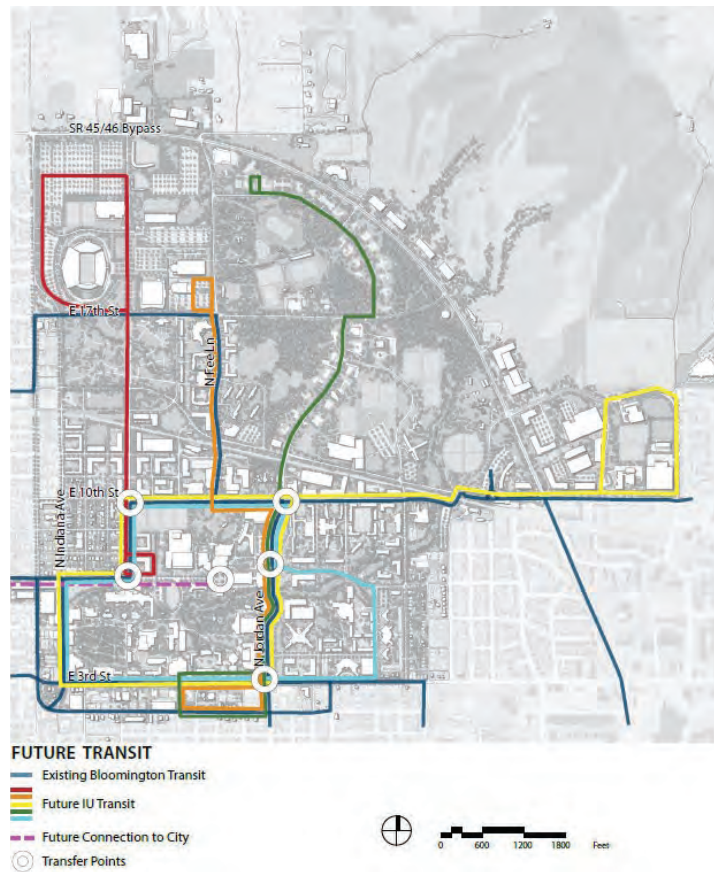 SR 45/46 Bypass
E 17th St
N Fee Ln
E 10th St
N Indiana Ave
N Jordan Ave
E 3rd St
FUTURE TRANSIT
Existing Bloomington Transit
Future IU Transit
Future Connection to City
Transfer Points
0 600 1200 1800 Feet